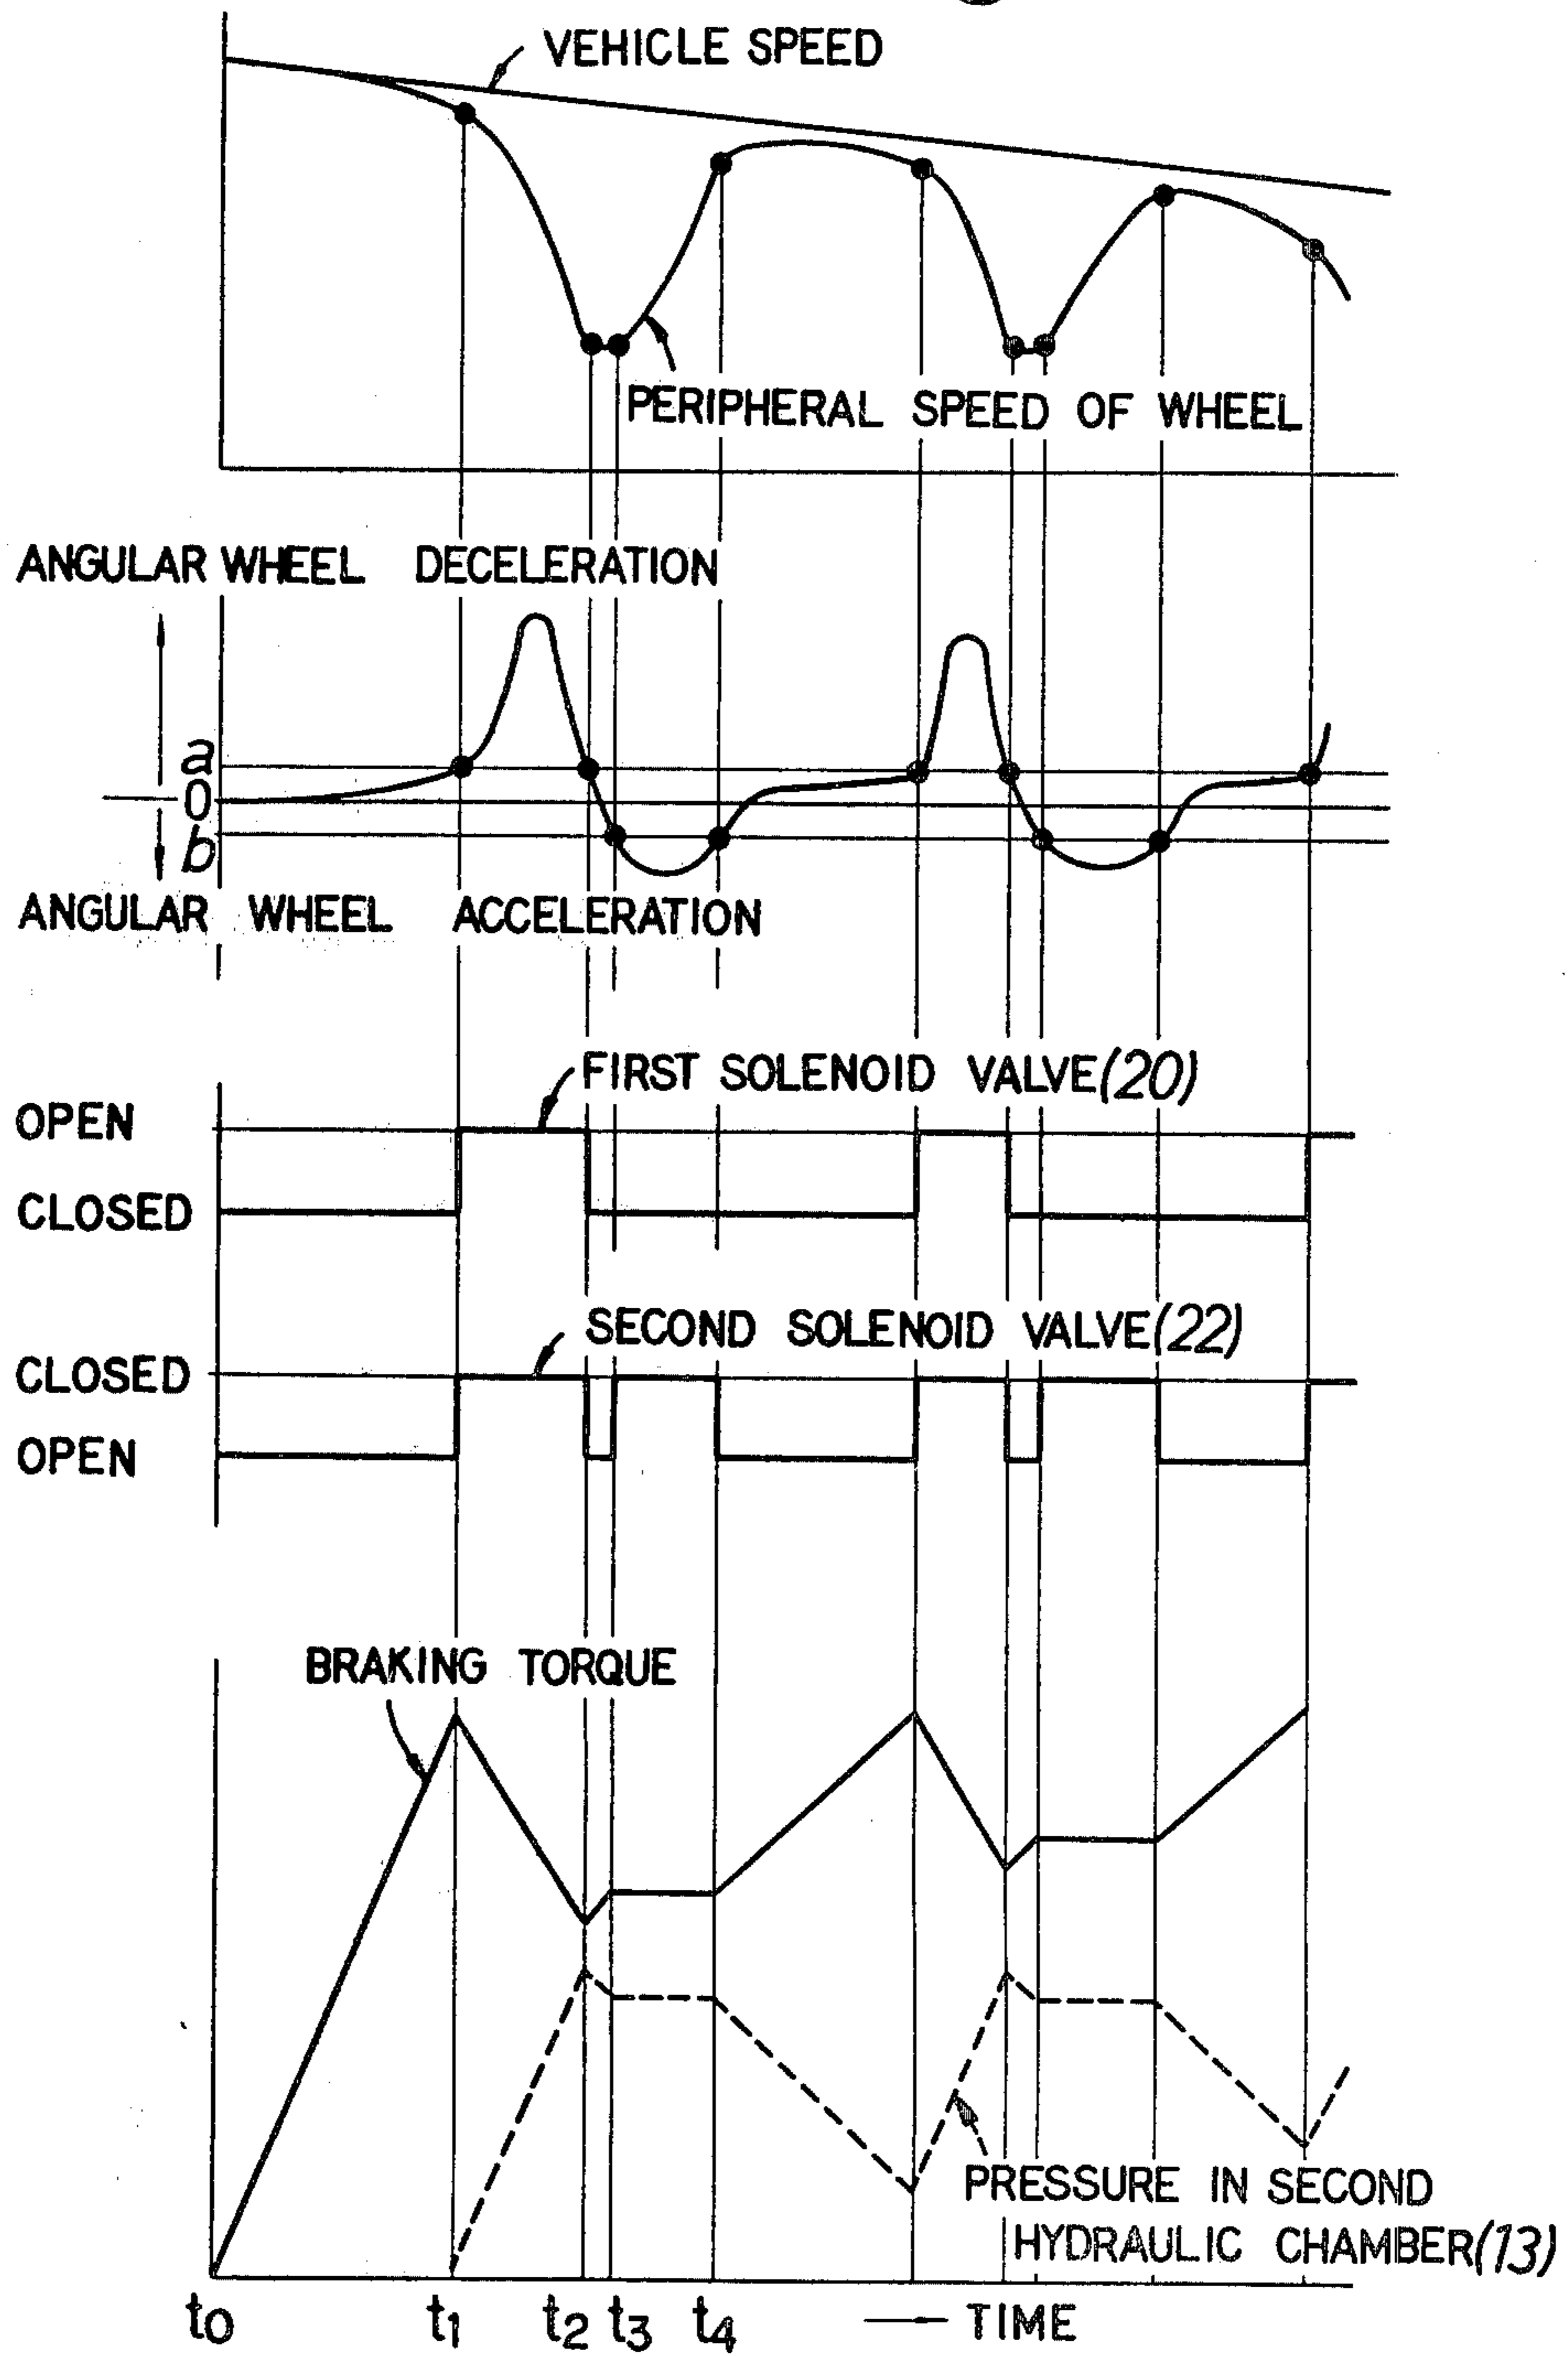 VEHICLE SPEED
PERIPHERAL SPEED OF WHEEL
ANGULAR WHEEL DECELERATION
a
0
b
ANGULAR WHEEL ACCELERATION
FIRST SOLENOID VALVE(20)
OPEN
CLOSED
SECOND SOLENOID VALVE(22)
CLOSED
OPEN
BRAKING TORQUE
PRESSURE IN SECOND
HYDRAULIC CHAMBER(13)
t0 t1 t2 t3 t4 TIME